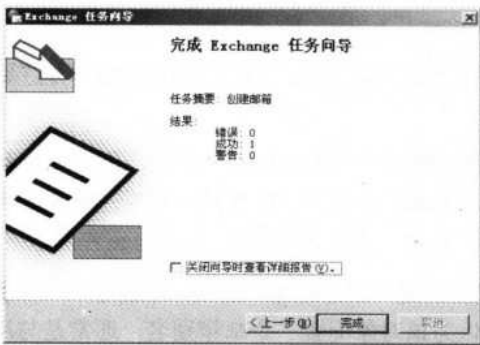 Exchange 任务向导
完成 Exchange 任务向导
任务摘要: 创建邮箱
结果:
错误: 0
成功: 1
警告: 0
关闭向导时查看详细报告(V)。
<上一步(B)
完成
取消